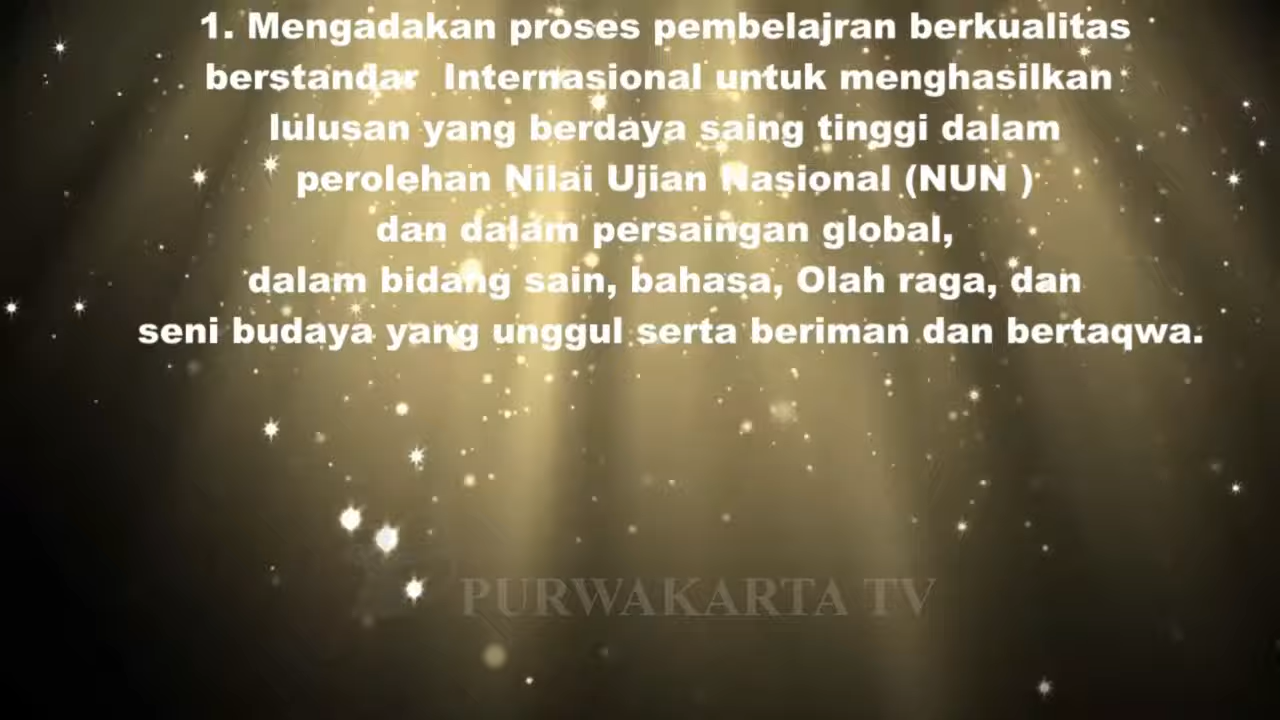 1. Mengadakan proses pembelajran berkualitas
berstandar  Internasional untuk menghasilkan
lulusan yang berdaya saing tinggi dalam
perolehan Nilai Ujian Nasional (NUN )
dan dalam persaingan global,
dalam bidang sain, bahasa, Olah raga, dan
seni budaya yang unggul serta beriman dan bertaqwa.
PURWAKARTA TV